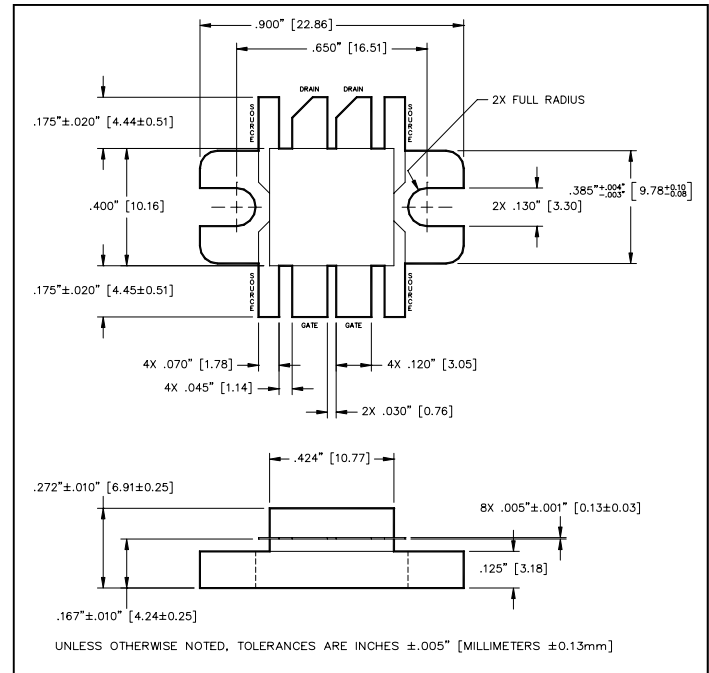 .900" [22.86]
.650" [16.51]
DRAIN
DRAIN
2X FULL RADIUS
.175"±.020" [4.44±0.51]
SOURCE
SOURCE
.385"+.004"-.003" [9.78+0.10-0.08]
.400" [10.16]
2X .130" [3.30]
.175"±.020" [4.45±0.51]
SOURCE
SOURCE
GATE
GATE
4X .070" [1.78]
4X .120" [3.05]
4X .045" [1.14]
2X .030" [0.76]
.424" [10.77]
.272"±.010" [6.91±0.25]
8X .005"±.001" [0.13±0.03]
.125" [3.18]
.167"±.010" [4.24±0.25]
UNLESS OTHERWISE NOTED, TOLERANCES ARE INCHES ±.005" [MILLIMETERS ±0.13mm]